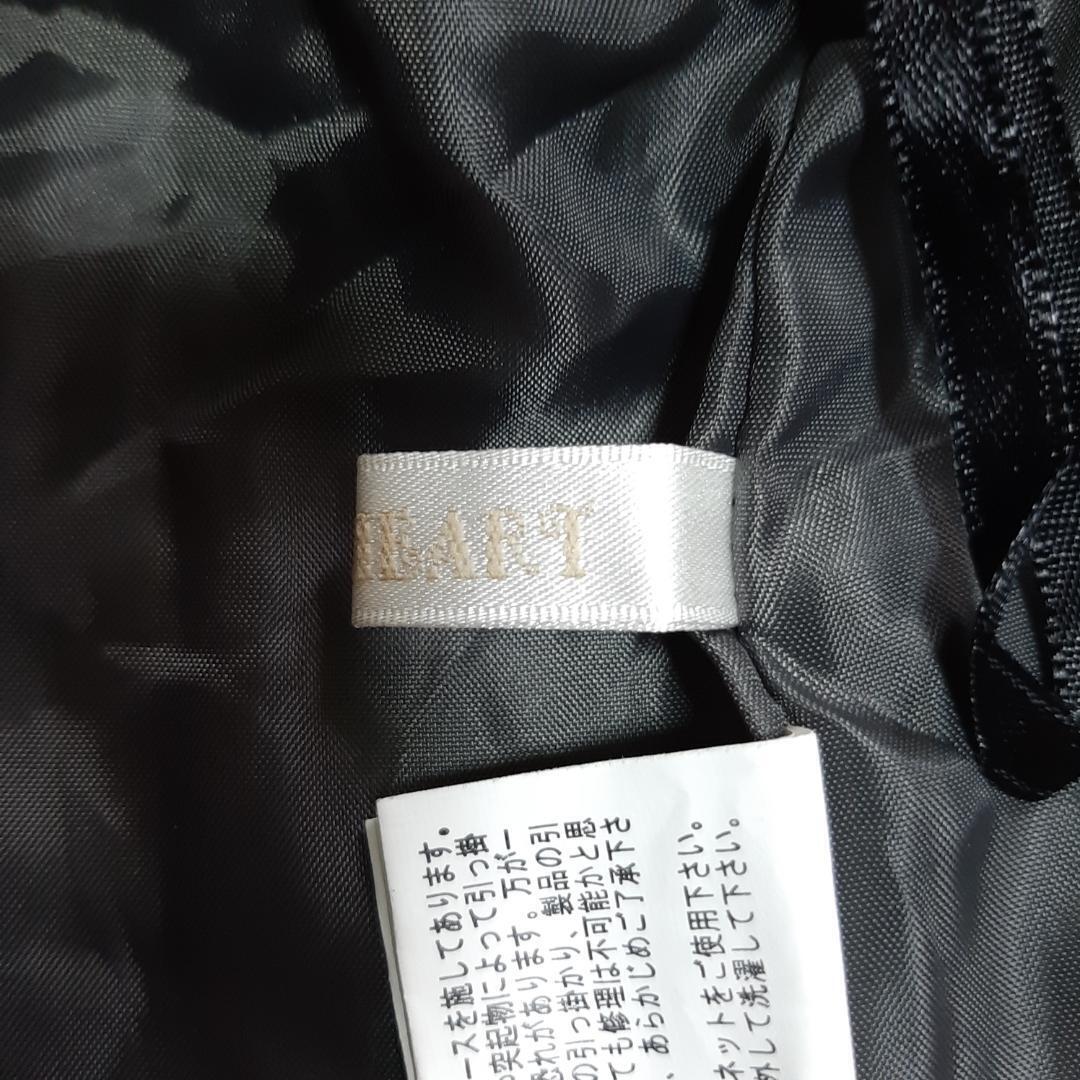 HEART
ースを施してあります。
突起物によって引っ掛
恐れがあります。万が一
の引っ掛かり、製品の引
ても修理は不可能かと思
、あらかじめご了承下さ
ネットをご使用下さい。
外して洗濯して下さい。